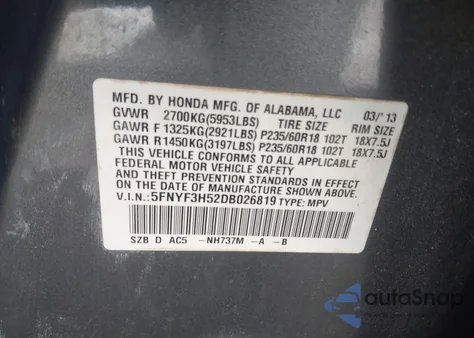 MFD. BY HONDA MFG. OF ALABAMA, LLC 03/'13
GVWR 2700KG(5953LBS) TIRE SIZE RIM SIZE
GAWR F 1325KG(2921LBS) P235/60R18 102T 18X7.5J
GAWR R 1450KG(3197LBS) P235/60R18 102T 18X7.5J
THIS VEHICLE CONFORMS TO ALL APPLICABLE
FEDERAL MOTOR VEHICLE SAFETY
STANDARDS IN EFFECT ON THE
DATE OF MANUFACTURE SHOWN ABOVE.
V.I.N.: 5FNYF3H52DB026819 TYPE: MPV
SZB D AC5 -NH737M -A -B
autoSnap